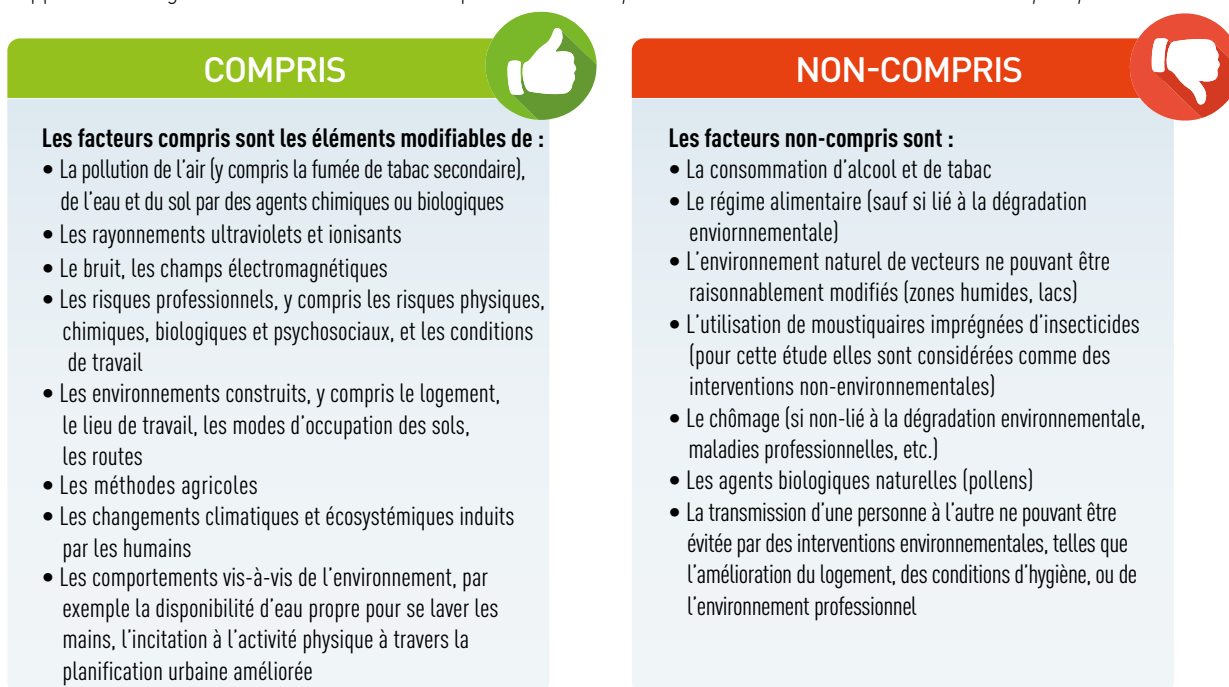 COMPRIS
Les facteurs compris sont les éléments modifiables de :
• La pollution de l'air (y compris la fumée de tabac secondaire),
de l'eau et du sol par des agents chimiques ou biologiques
• Les rayonnements ultraviolets et ionisants
• Le bruit, les champs électromagnétiques
• Les risques professionnels, y compris les risques physiques,
chimiques, biologiques et psychosociaux, et les conditions
de travail
• Les environnements construits, y compris le logement,
le lieu de travail, les modes d'occupation des sols,
les routes
• Les méthodes agricoles
• Les changements climatiques et écosystémiques induits
par les humains
• Les comportements vis-à-vis de l'environnement, par
exemple la disponibilité d'eau propre pour se laver les
mains, l'incitation à l'activité physique à travers la
planification urbaine améliorée
NON-COMPRIS
Les facteurs non-compris sont :
• La consommation d'alcool et de tabac
• Le régime alimentaire (sauf si lié à la dégradation
enviornnementale)
• L'environnement naturel de vecteurs ne pouvant être
raisonnablement modifiés (zones humides, lacs)
• L'utilisation de moustiquaires imprégnées d'insecticides
(pour cette étude elles sont considérées comme des
interventions non-environnementales)
• Le chômage (si non-lié à la dégradation environnementale,
maladies professionnelles, etc.)
• Les agents biologiques naturelles (pollens)
• La transmission d'une personne à l'autre ne pouvant être
évitée par des interventions environnementales, telles que
l'amélioration du logement, des conditions d'hygiène, ou de
l'environnement professionnel